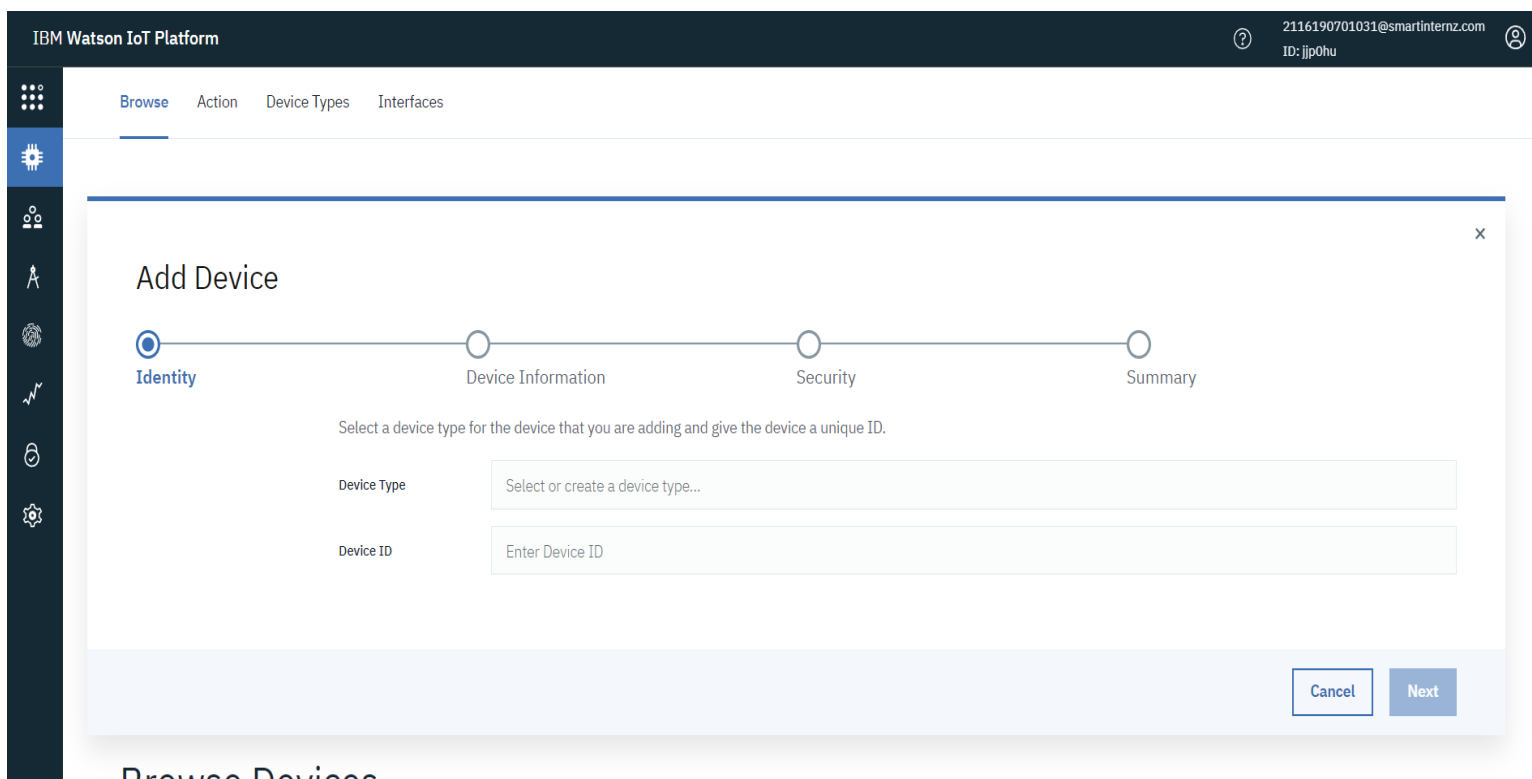 IBM Watson IoT Platform
2116190701031@smartinternz.com
ID: jjp0hu
Browse Action Device Types Interfaces
Add Device
Identity Device Information Security Summary
Select a device type for the device that you are adding and give the device a unique ID.
Device Type Select or create a device type...
Device ID Enter Device ID
Cancel Next
Browse Devices